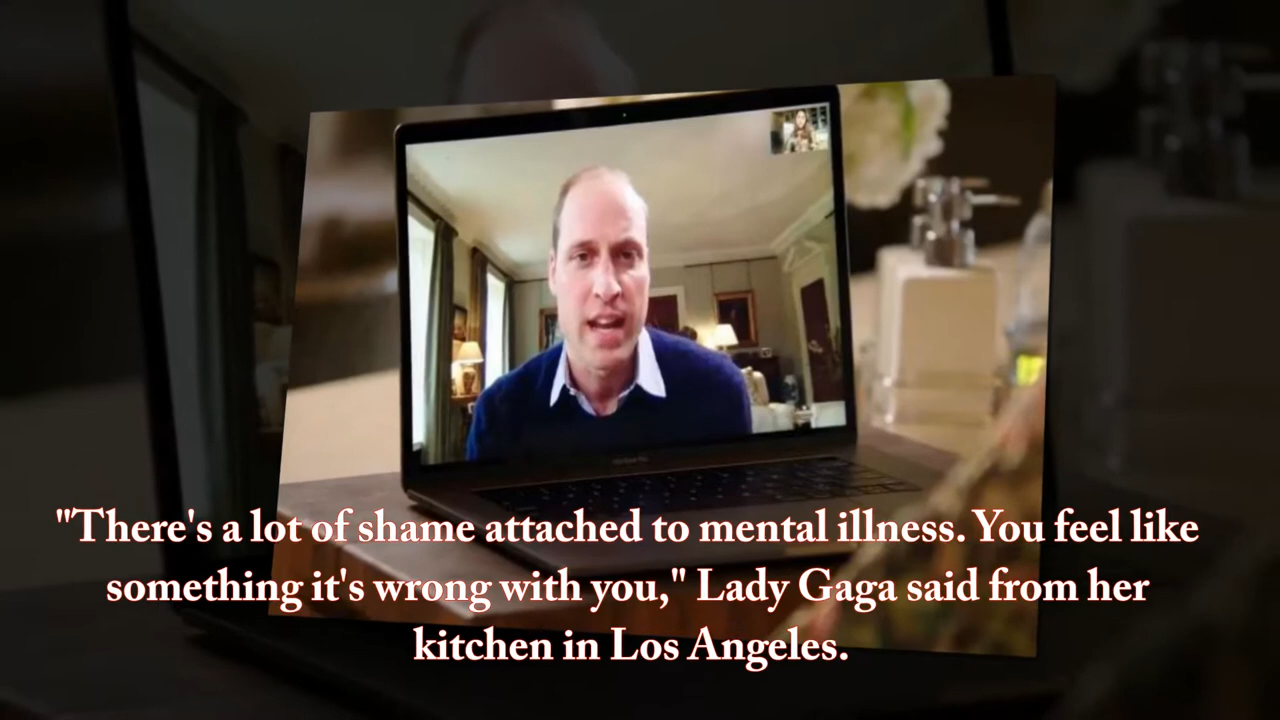 "There's a lot of shame attached to mental illness. You feel like
something it's wrong with you," Lady Gaga said from her
kitchen in Los Angeles.